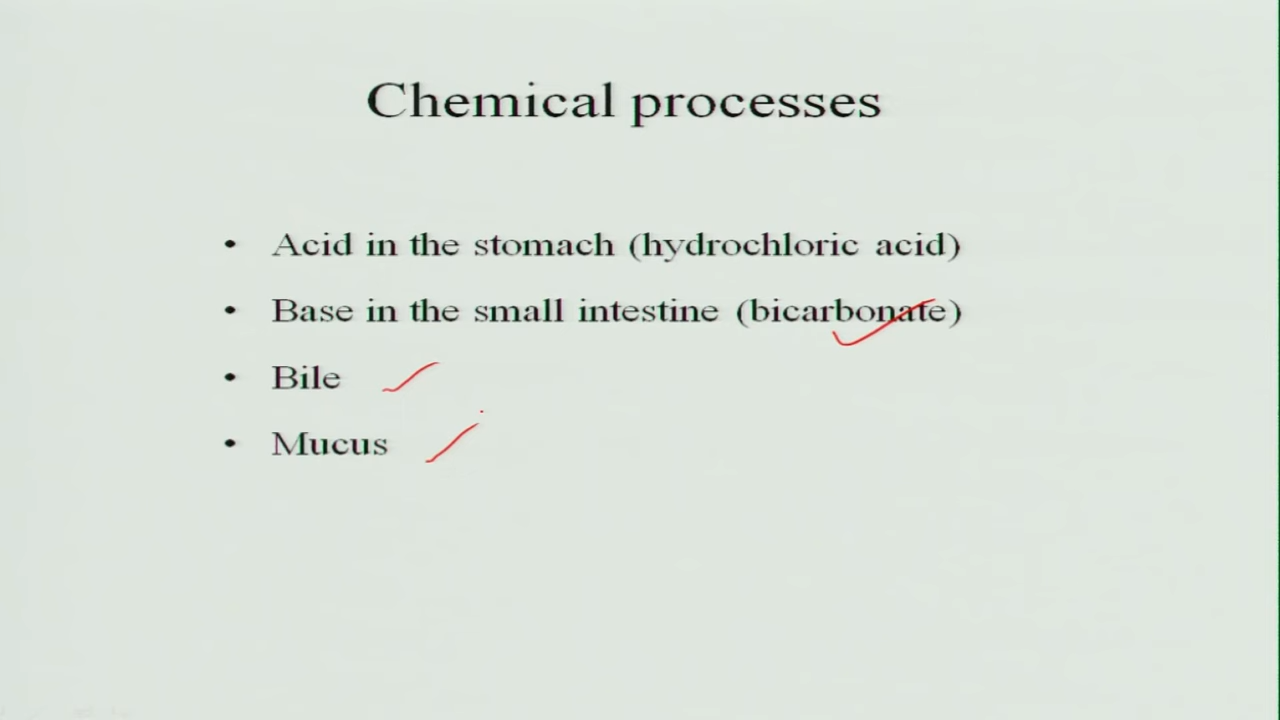 Chemical processes
• Acid in the stomach (hydrochloric acid)
• Base in the small intestine (bicarbonate)
• Bile
• Mucus